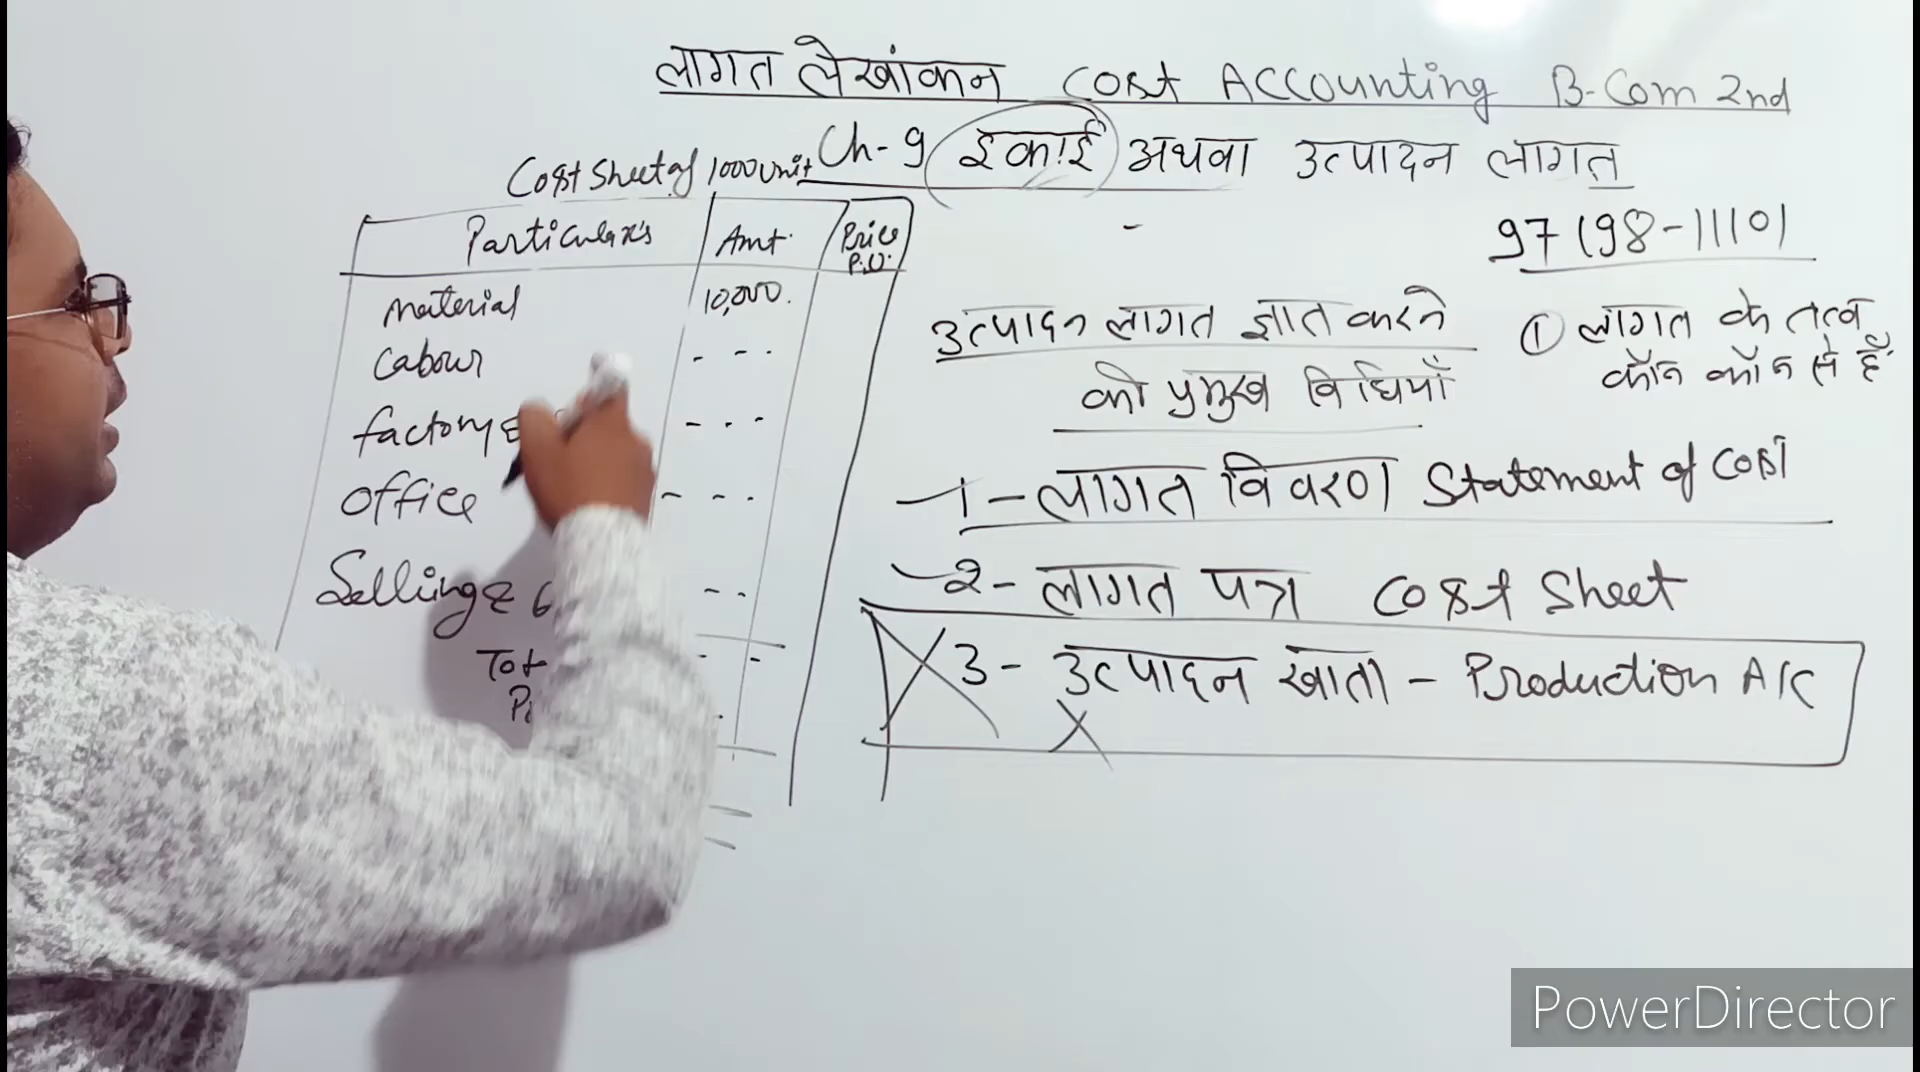 लागत लेखांकन Cost Accounting B-Com 2nd
Ch-9 इकाई अथवा उत्पादन लागत
97198-11101
Cost Sheet of 1000 unit
Particular's Amt. Price P.U.
Material 10,000.
Labour
factory
office
Selling &
Tot
उत्पादन लागत ज्ञात करने
की प्रमुख विधियाँ
① लागत के तत्व
कौन कौन से हैं
1- लागत विवरण Statement of Cost
2- लागत पत्र Cost Sheet
3- उत्पादन खाता - Production A/C
PowerDirector